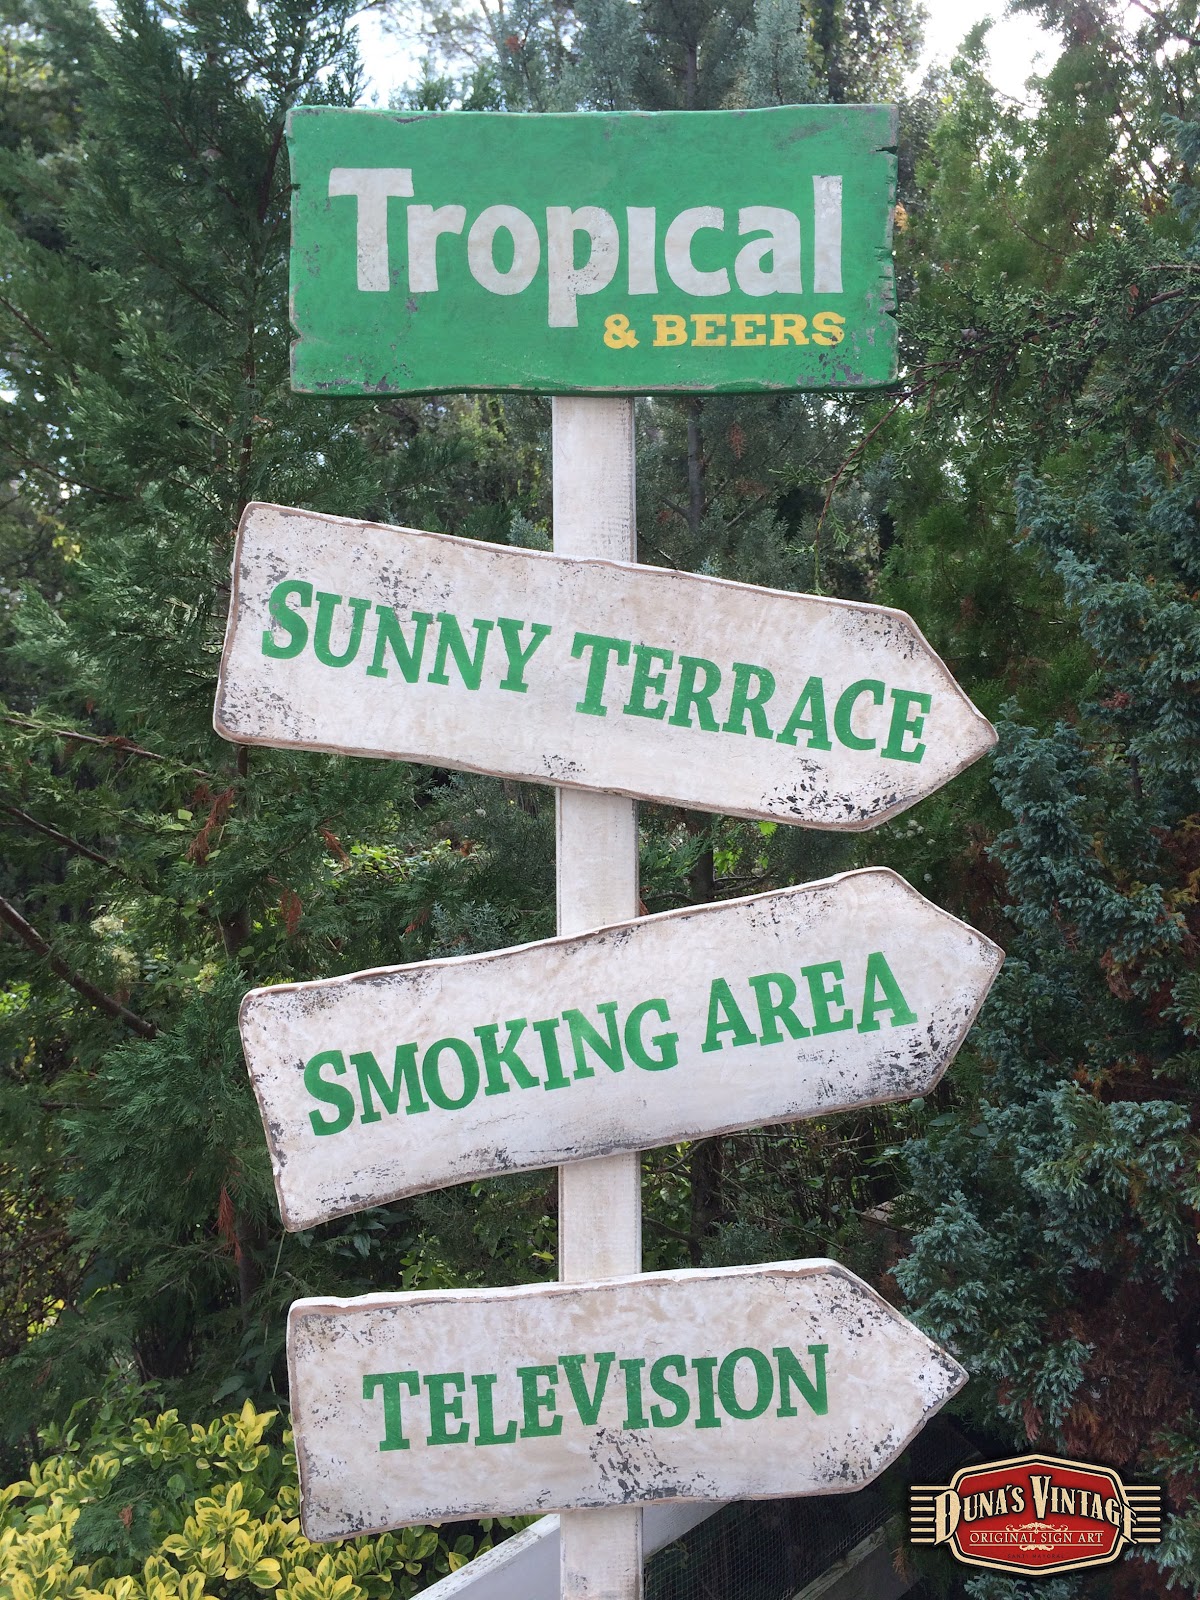 Tropical
& BEERS
SUNNY TERRACE
SMOKING AREA
TELEVISION
DUNA'S VINTAGE
ORIGINAL SIGN ART